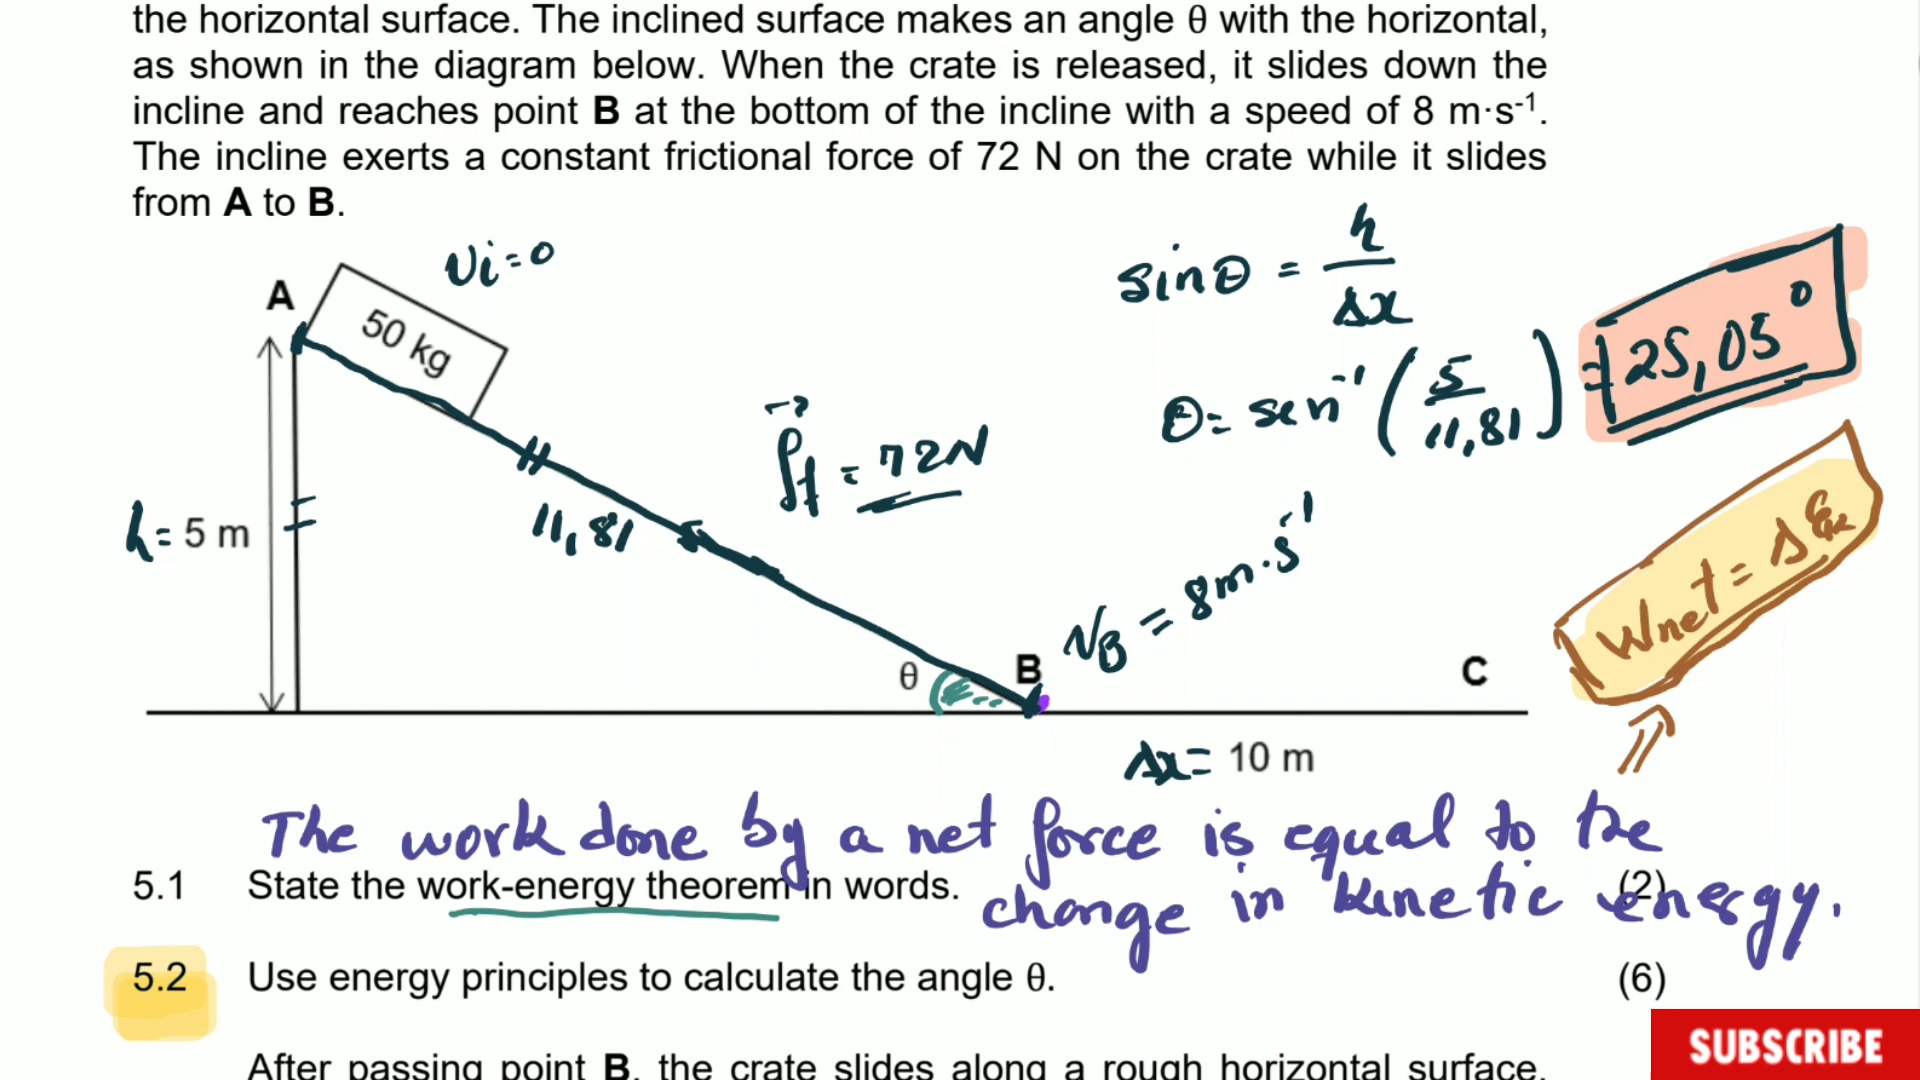 the horizontal surface. The inclined surface makes an angle θ with the horizontal,
as shown in the diagram below. When the crate is released, it slides down the
incline and reaches point B at the bottom of the incline with a speed of 8 m·s⁻¹.
The incline exerts a constant frictional force of 72 N on the crate while it slides
from A to B.
vi=0
sinθ = h/Δx
A
50 kg
θ= sin⁻¹(5/11,81) = 25,05°
f = 72N
h= 5 m
11,81
VB = 8m·s⁻¹
Wnet = ΔEk
θ
B
C
Δx= 10 m
The work done by a net force is equal to the
change in kinetic energy.
5.1 State the work-energy theorem in words. (2)
5.2 Use energy principles to calculate the angle θ. (6)
After passing point B, the crate slides along a rough horizontal surface.
SUBSCRIBE